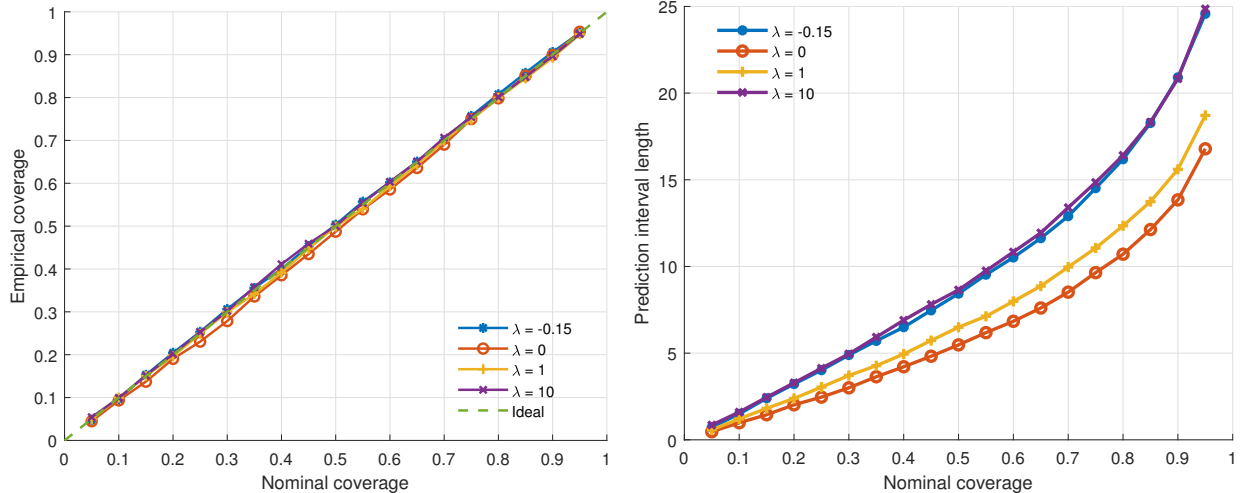 1
0.9
0.8
0.7
0.6
0.5
0.4
0.3
0.2
0.1
0
Empirical coverage
λ = -0.15
λ = 0
λ = 1
λ = 10
Ideal
0 0.1 0.2 0.3 0.4 0.5 0.6 0.7 0.8 0.9 1
Nominal coverage
25
20
15
10
5
0
Prediction interval length
λ = -0.15
λ = 0
λ = 1
λ = 10
0 0.1 0.2 0.3 0.4 0.5 0.6 0.7 0.8 0.9 1
Nominal coverage